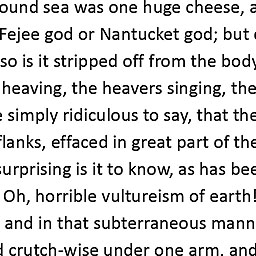 ound sea was one huge cheese, a
Fejee god or Nantucket god; but
so is it stripped off from the body
heaving, the heavers singing, the
simply ridiculous to say, that the
flanks, effaced in great part of the
surprising is it to know, as has bee
Oh, horrible vultureism of earth!
and in that subterraneous mann
crutch-wise under one arm, and